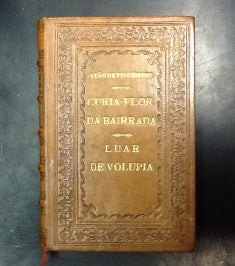 CURIA-FLOR
DA BAIRRADA
LUAR
DE VOLUPIA